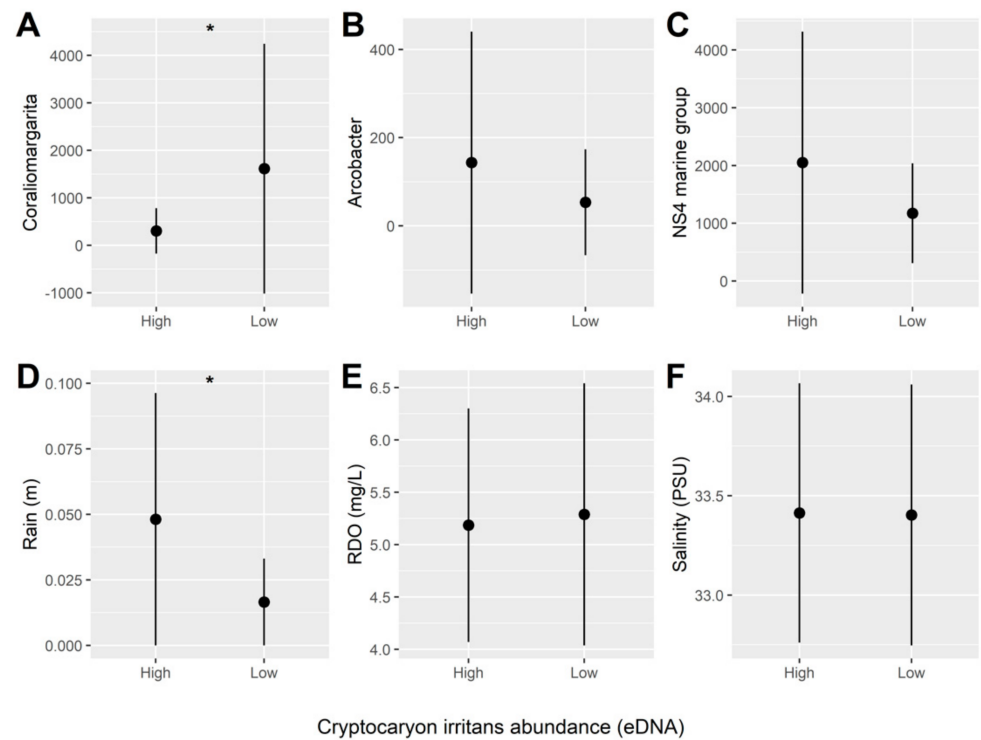 A
*
Coraliomargarita
4000
3000
2000
1000
0
-1000
High
Low
B
Arcobacter
400
200
0
High
Low
C
NS4 marine group
4000
3000
2000
1000
0
High
Low
D
*
Rain (m)
0.100
0.075
0.050
0.025
0.000
High
Low
E
RDO (mg/L)
6.5
6.0
5.5
5.0
4.5
4.0
High
Low
F
Salinity (PSU)
34.0
33.5
33.0
High
Low
Cryptocaryon irritans abundance (eDNA)